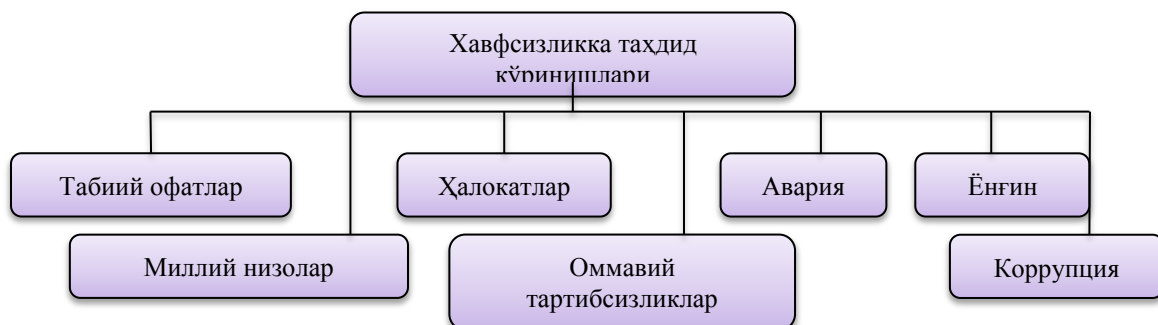 Хавфсизликка таҳдид
кўринишлари
Табиий офатлар
Ҳалокатлар
Авария
Ёнғин
Миллий низолар
Оммавий
тартибсизликлар
Коррупция